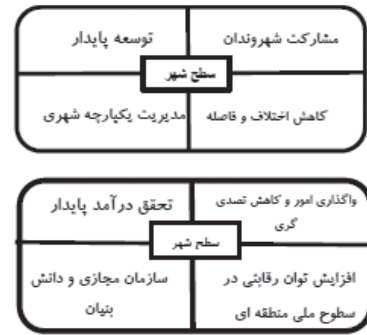 مشارکت شهروندان
توسعه پایدار
سطح شهر
کاهش اختلاف و فاصله
مدیریت یکپارچه شهری
واگذاری امور و کاهش تصدی
گری
تحقق درآمد پایدار
سطح شهر
افزایش توان رقابتی در
سطوح ملی منطقه ای
سازمان مجازی و دانش
بنیان